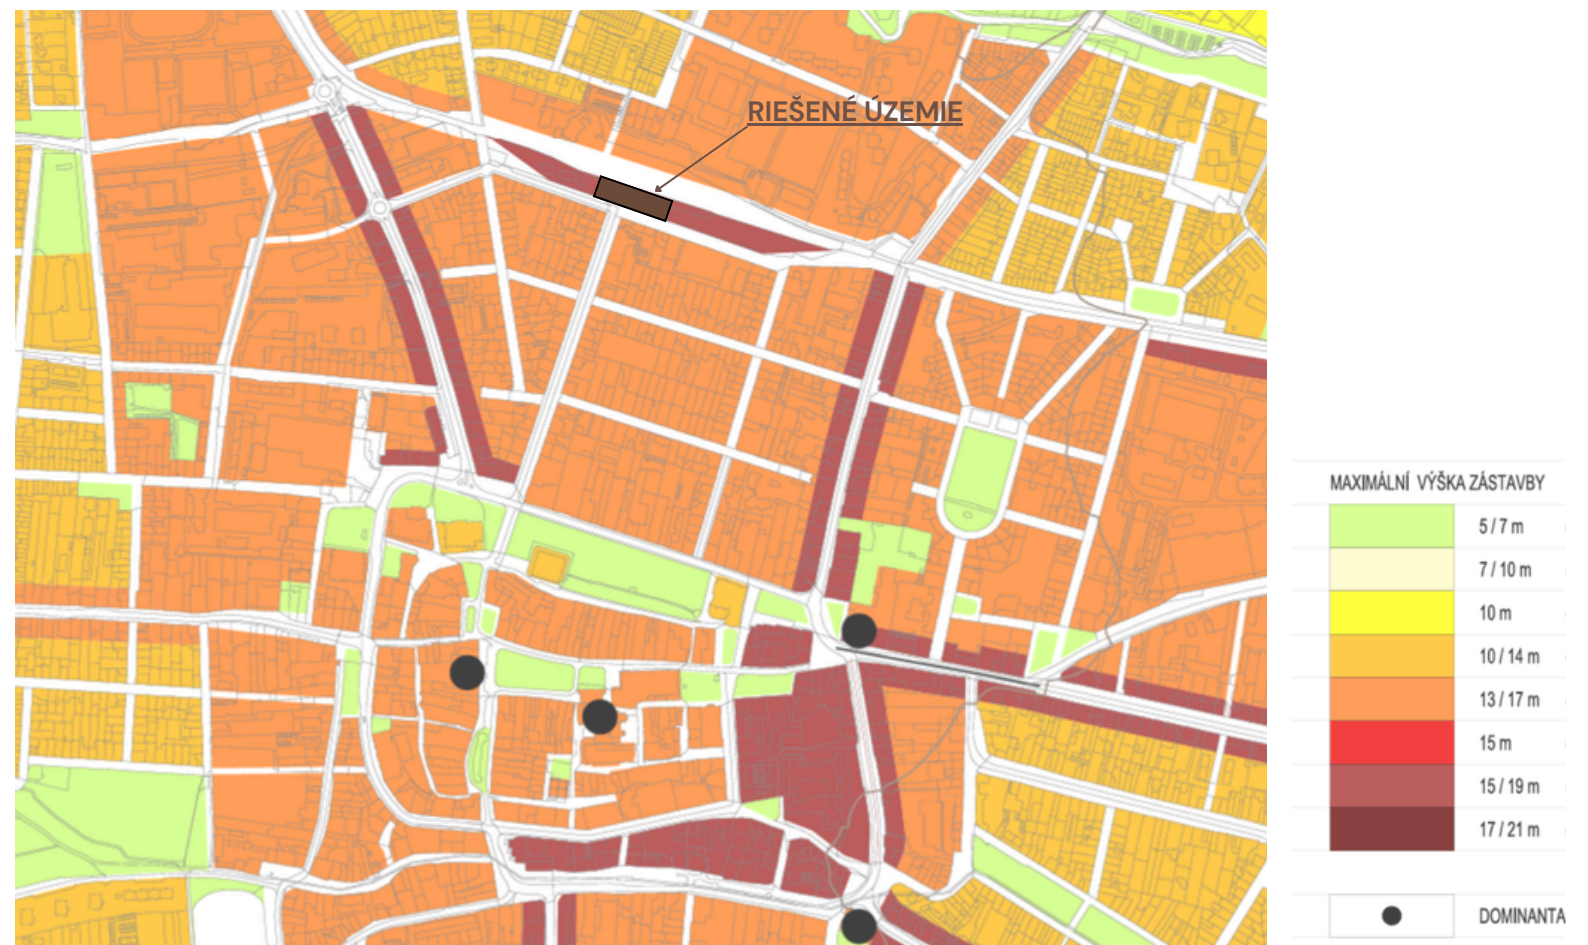 RIEŠENÉ ÚZEMIE
MAXIMÁLNÍ VÝŠKA ZÁSTAVBY
5 / 7 m
7 / 10 m
10 m
10 / 14 m
13 / 17 m
15 m
15 / 19 m
17 / 21 m
DOMINANTA